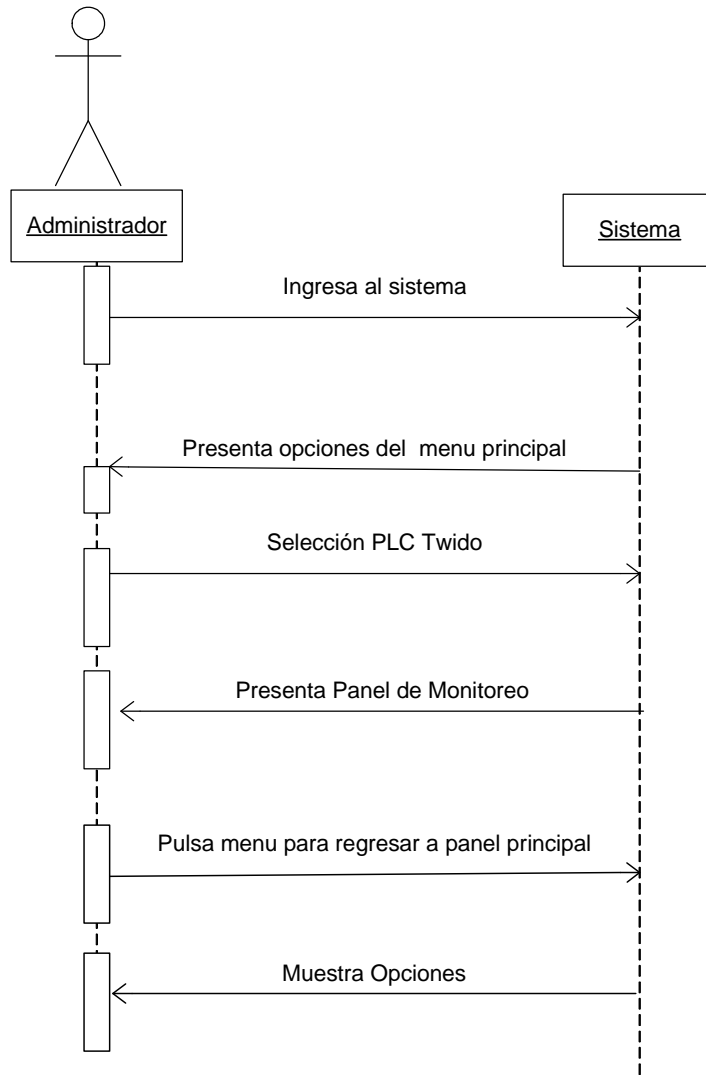 Administrador
Sistema
Ingresa al sistema
Presenta opciones del menu principal
Selección PLC Twido
Presenta Panel de Monitoreo
Pulsa menu para regresar a panel principal
Muestra Opciones